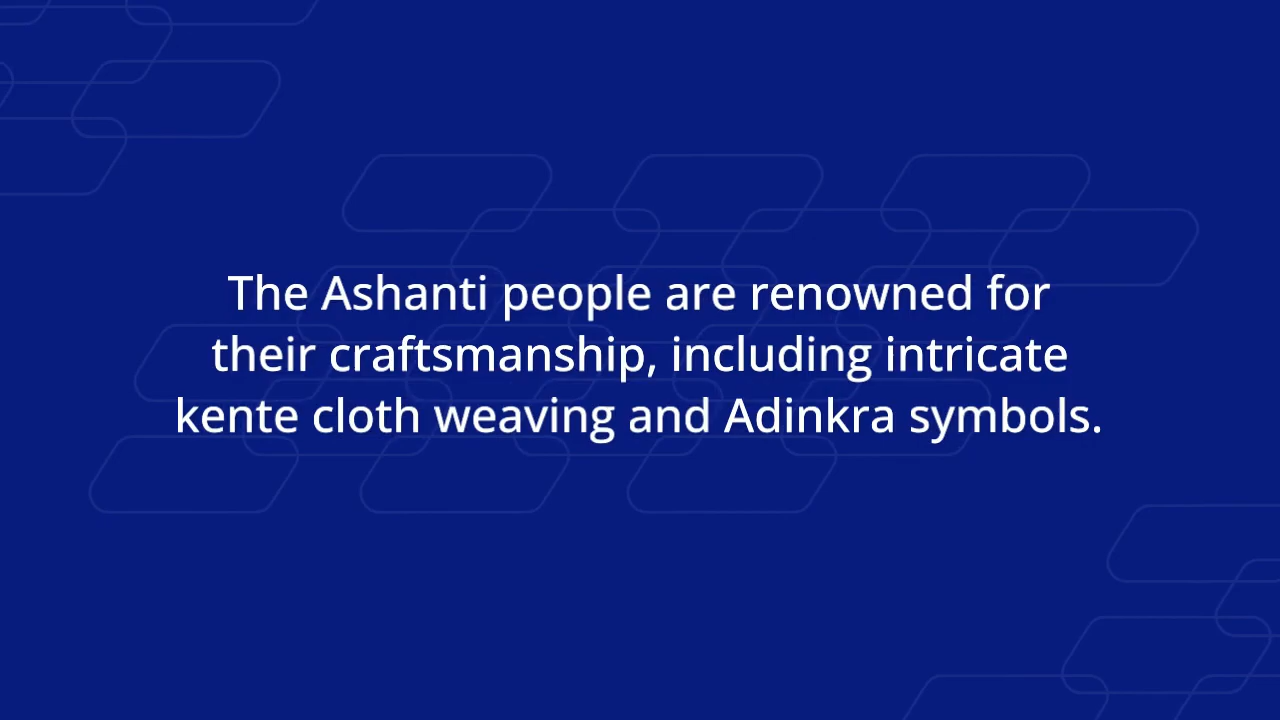 The Ashanti people are renowned for
their craftsmanship, including intricate
kente cloth weaving and Adinkra symbols.